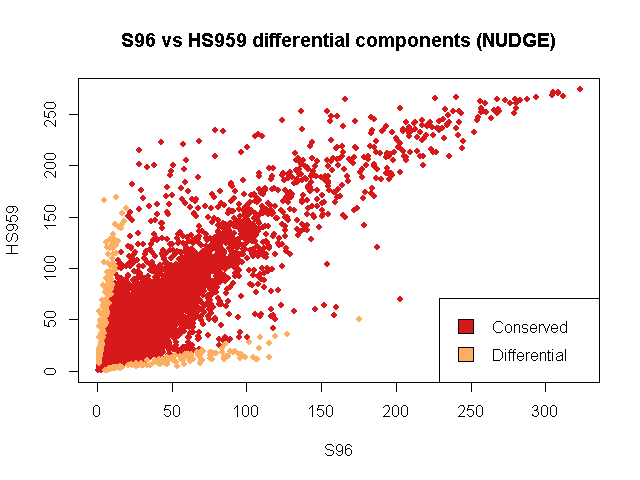 S96 vs HS959 differential components (NUDGE)
HS959
250
200
150
100
50
0
Conserved
Differential
0 50 100 150 200 250 300
S96